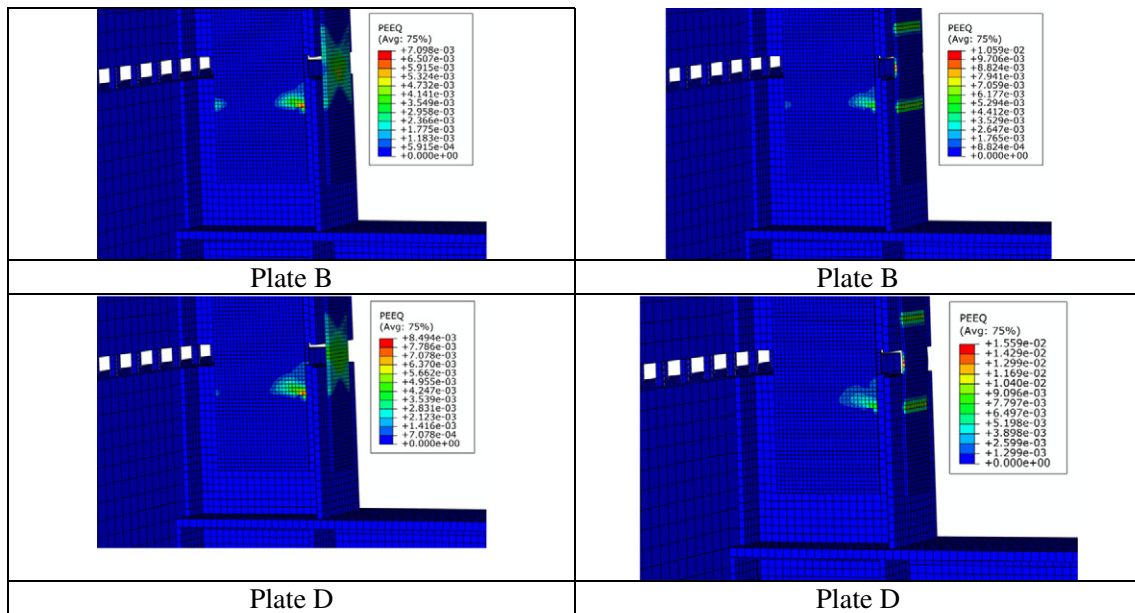 PEEQ
(Avg: 75%)
+7.098e-03
+6.507e-03
+5.915e-03
+5.324e-03
+4.732e-03
+4.141e-03
+3.549e-03
+2.958e-03
+2.366e-03
+1.775e-03
+1.183e-03
+5.915e-04
+0.000e+00
PEEQ
(Avg: 75%)
+1.059e-02
+9.706e-03
+8.824e-03
+7.941e-03
+7.059e-03
+6.177e-03
+5.294e-03
+4.412e-03
+3.529e-03
+2.647e-03
+1.765e-03
+8.824e-04
+0.000e+00
Plate B
Plate B
PEEQ
(Avg: 75%)
+8.494e-03
+7.786e-03
+7.078e-03
+6.370e-03
+5.662e-03
+4.955e-03
+4.247e-03
+3.539e-03
+2.831e-03
+2.123e-03
+1.416e-03
+7.078e-04
+0.000e+00
PEEQ
(Avg: 75%)
+1.559e-02
+1.429e-02
+1.299e-02
+1.169e-02
+1.040e-02
+9.096e-03
+7.797e-03
+6.497e-03
+5.198e-03
+3.898e-03
+2.599e-03
+1.299e-03
+0.000e+00
Plate D
Plate D